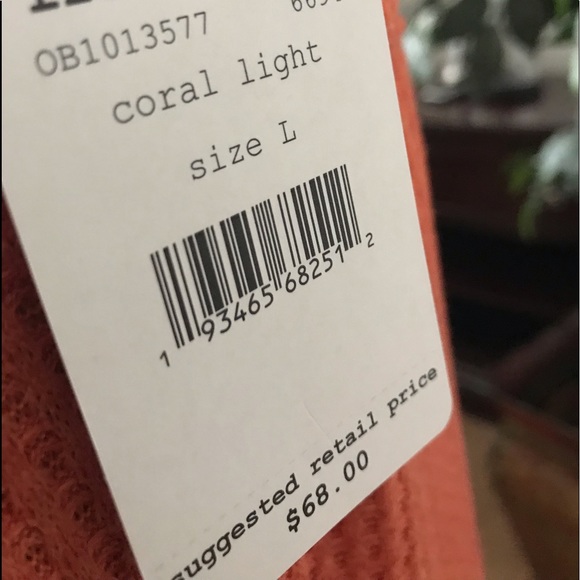 OB1013577
coral light
size L
1 93465 68251 2
suggested retail price
$68.00